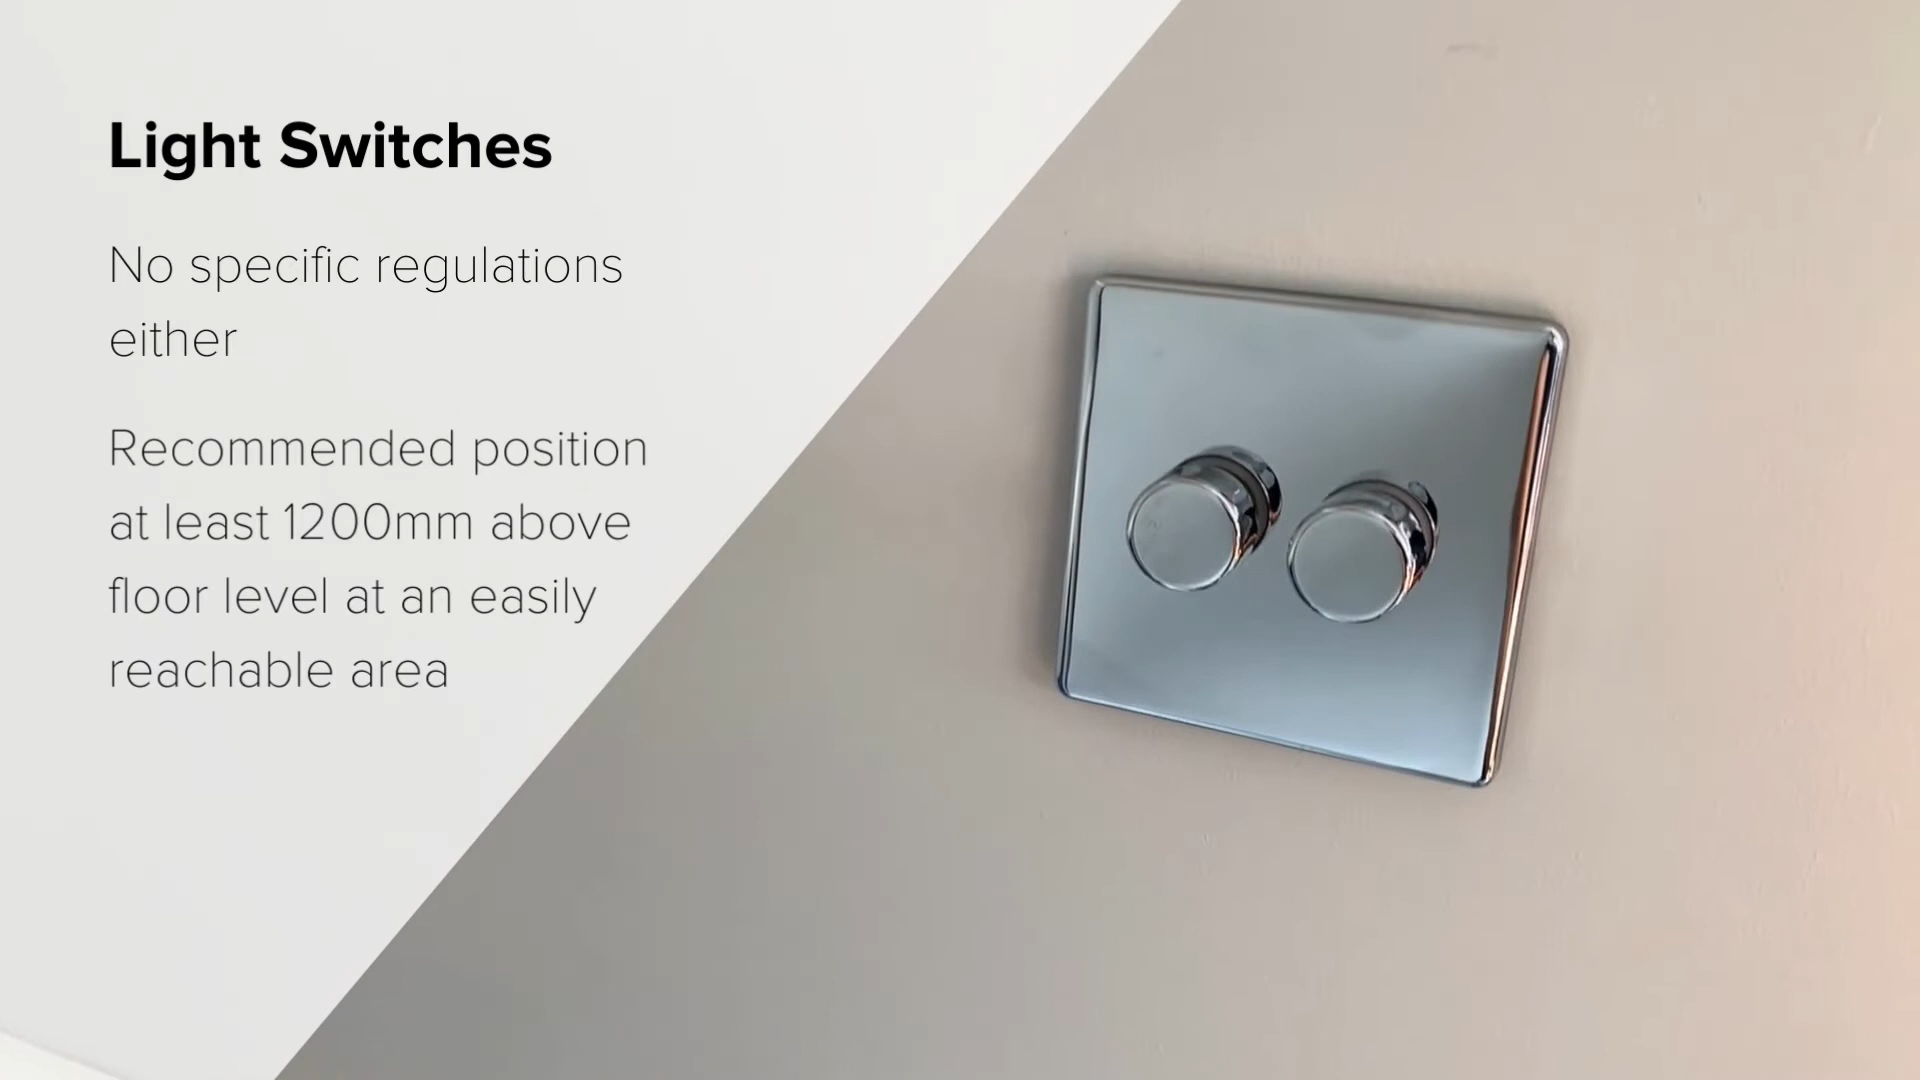 Light Switches
No specific regulations
either
Recommended position
at least 1200mm above
floor level at an easily
reachable area